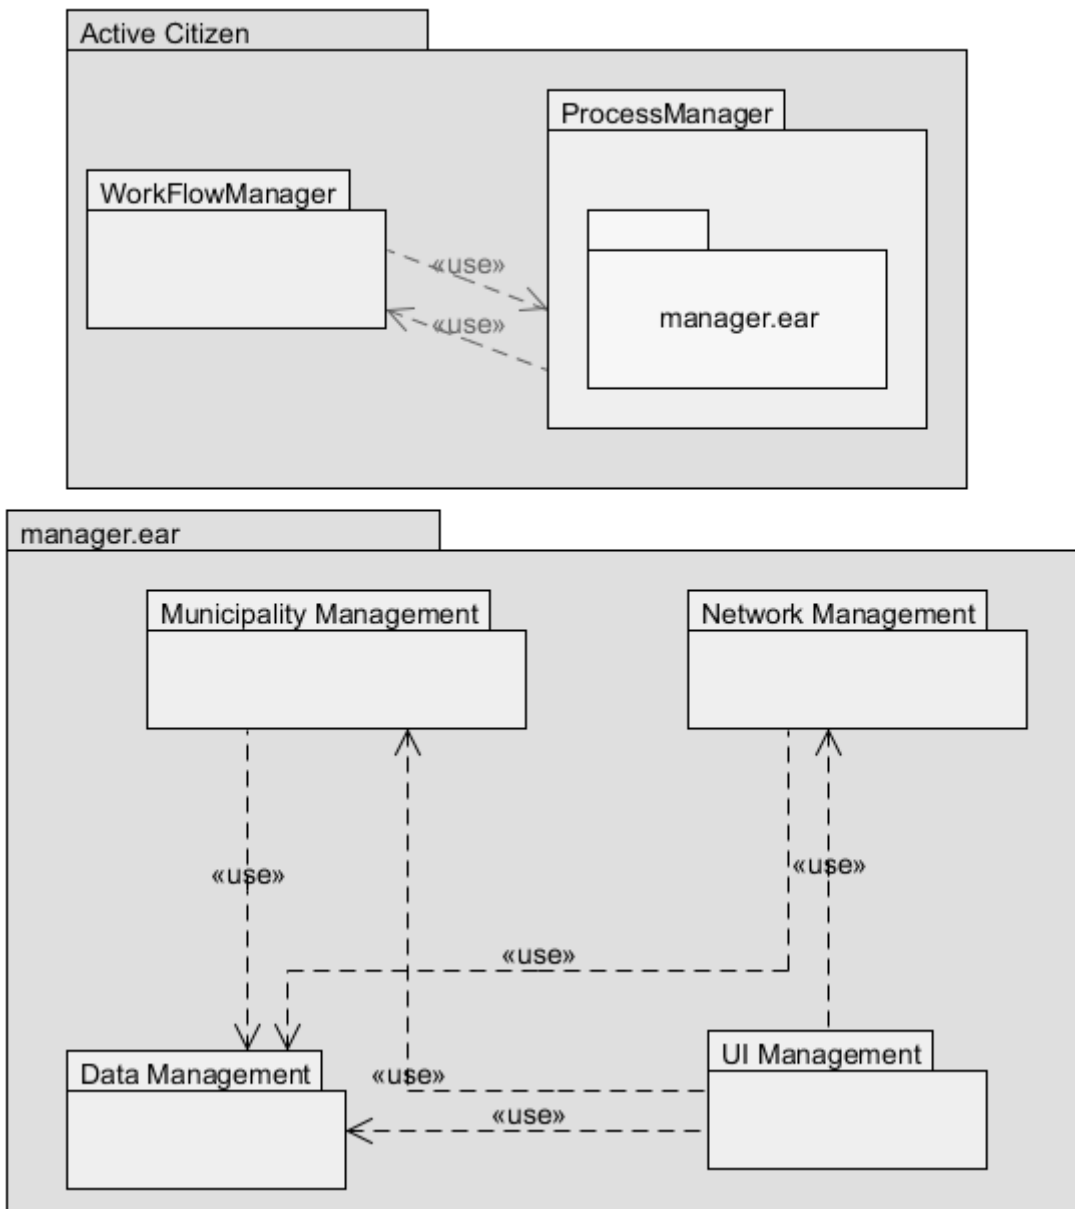 Active Citizen
ProcessManager
WorkFlowManager
«use»
«use»
manager.ear
manager.ear
Municipality Management
Network Management
«use»
«use»
«use»
UI Management
Data Management
«use»
«use»